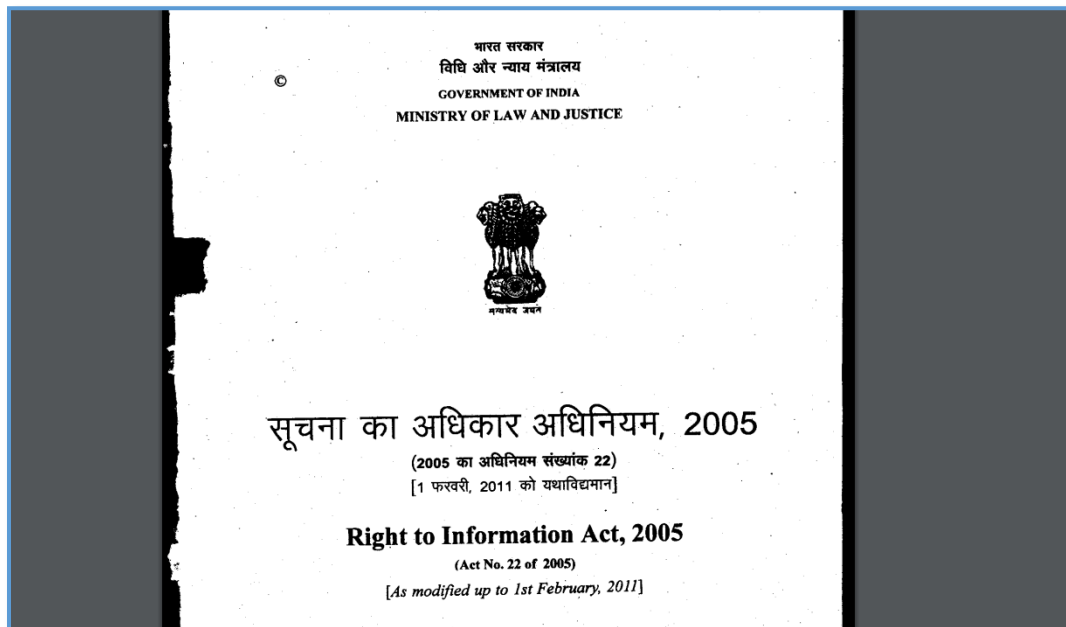 भारत सरकार
विधि और न्याय मंत्रालय
©
GOVERNMENT OF INDIA
MINISTRY OF LAW AND JUSTICE
सत्यमेव जयते
सूचना का अधिकार अधिनियम, 2005
(2005 का अधिनियम संख्यांक 22)
[1 फरवरी, 2011 को यथाविद्यमान]
Right to Information Act, 2005
(Act No. 22 of 2005)
[As modified up to 1st February, 2011]